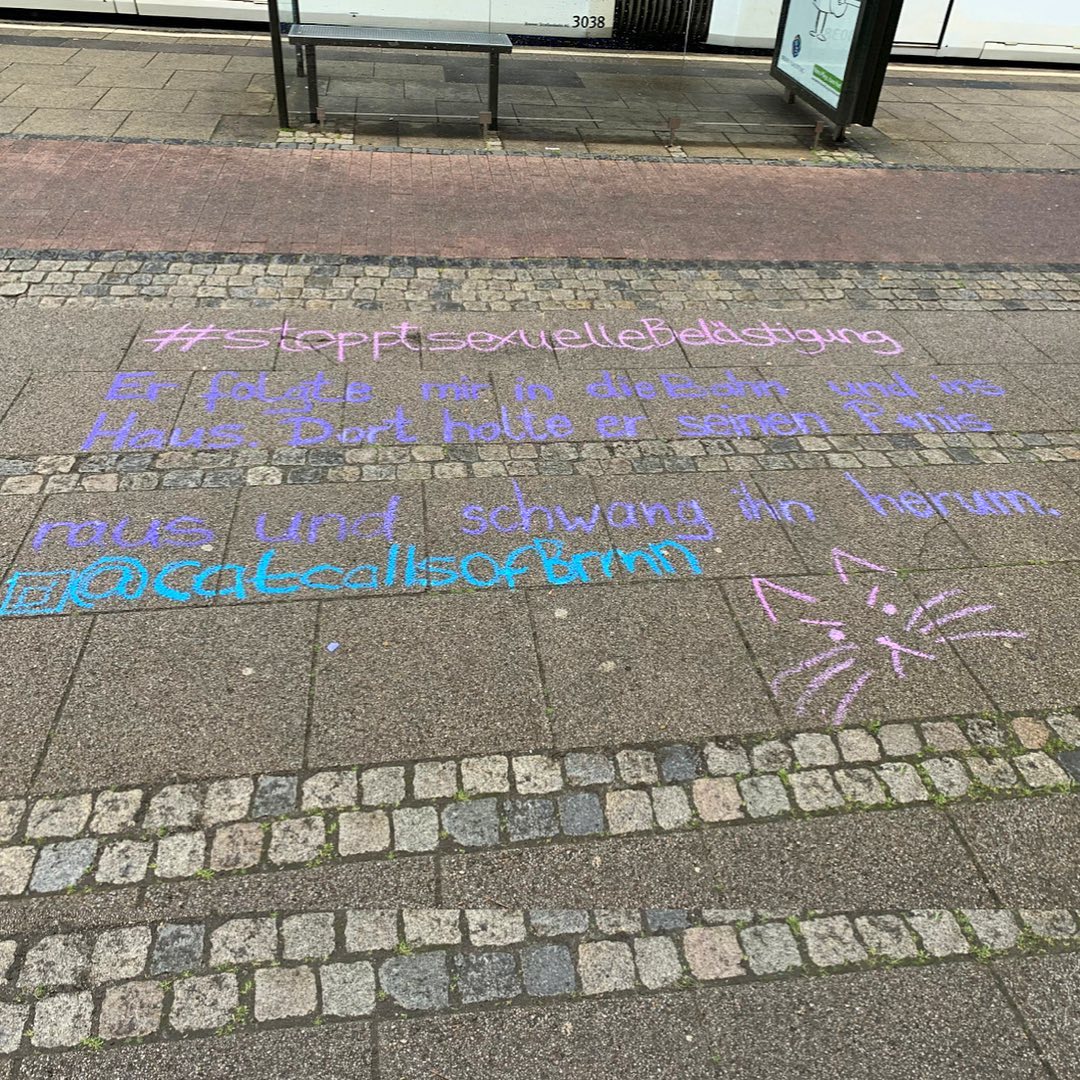 3038
#stopptsexuelleBelästigung
Er folgte mir in die Bahn und ins
Haus. Dort holte er seinen P*nis
raus und schwang ihn herum.
@catcallsofBrmn